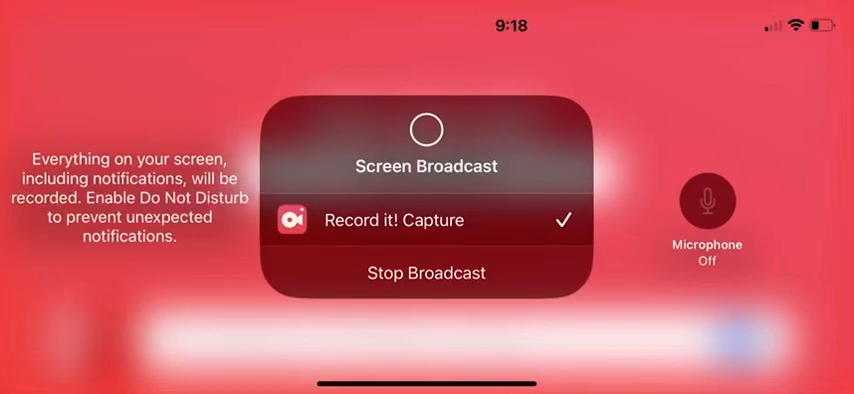 9:18
Everything on your screen,
including notifications, will be
recorded. Enable Do Not Disturb
to prevent unexpected
notifications.
Screen Broadcast
Record it! Capture
Stop Broadcast
Microphone
Off